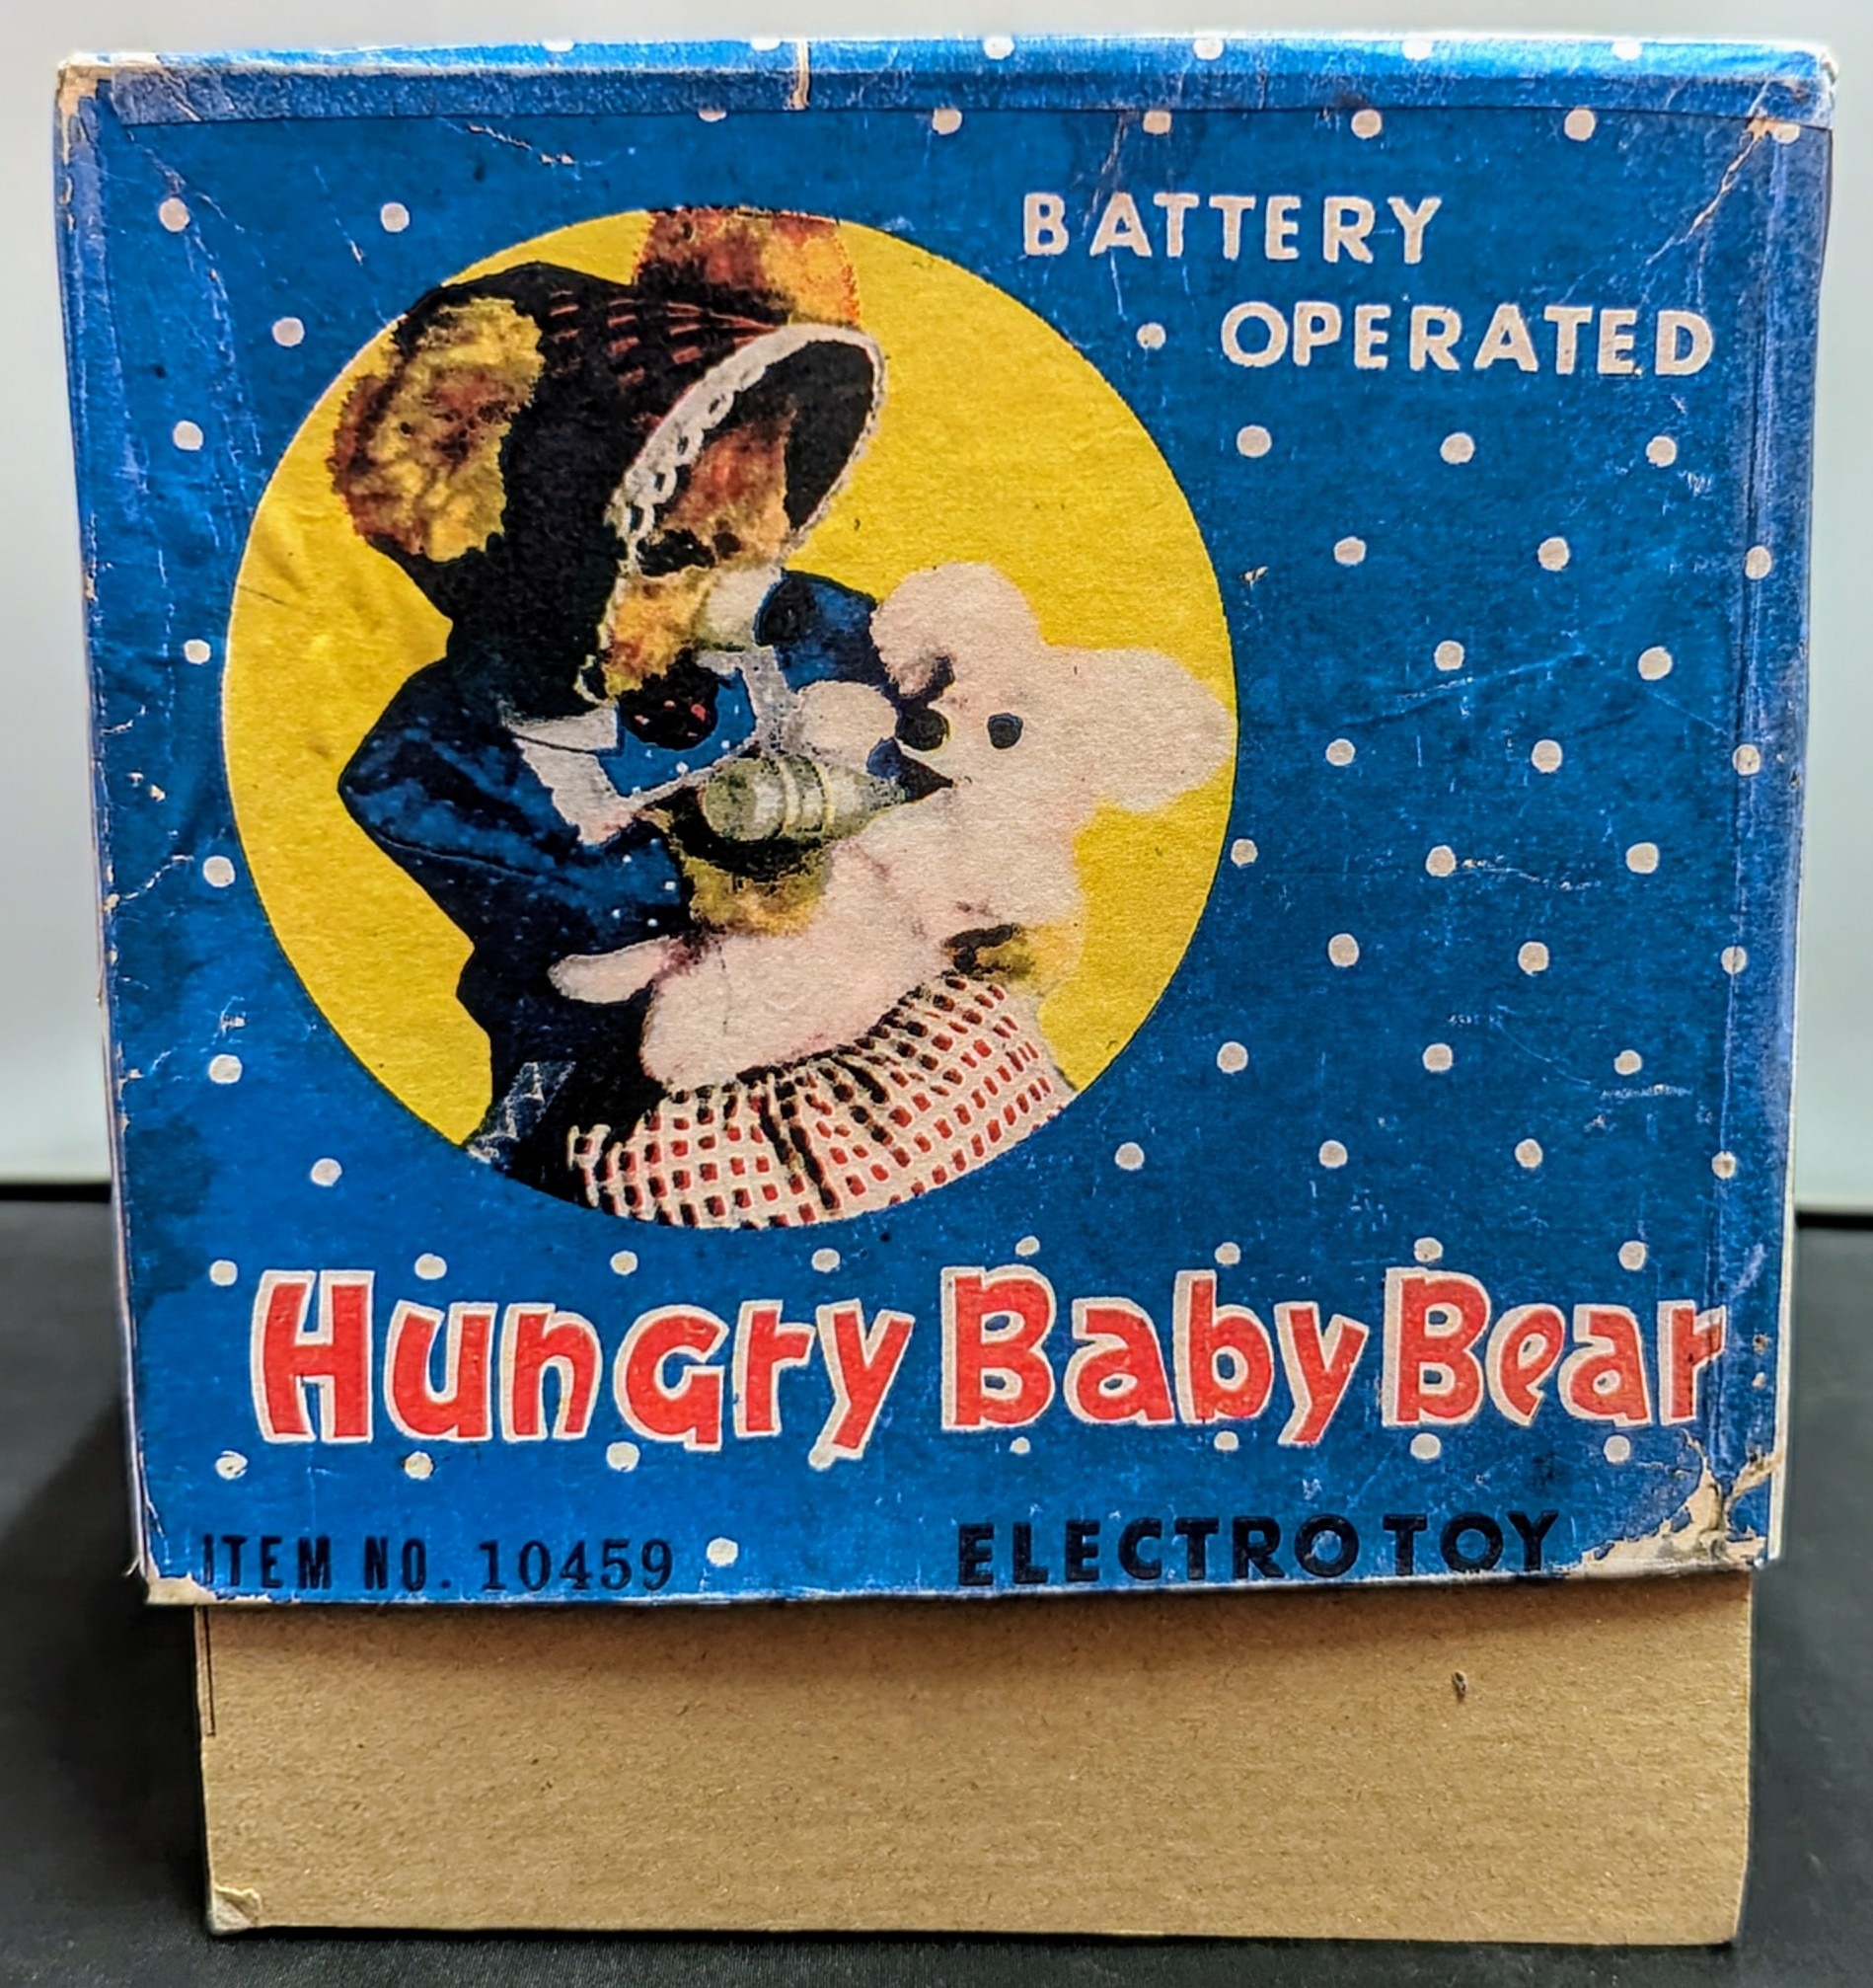 BATTERY
OPERATED
Hungry Baby Bear
ITEM NO. 10459
ELECTRO TOY